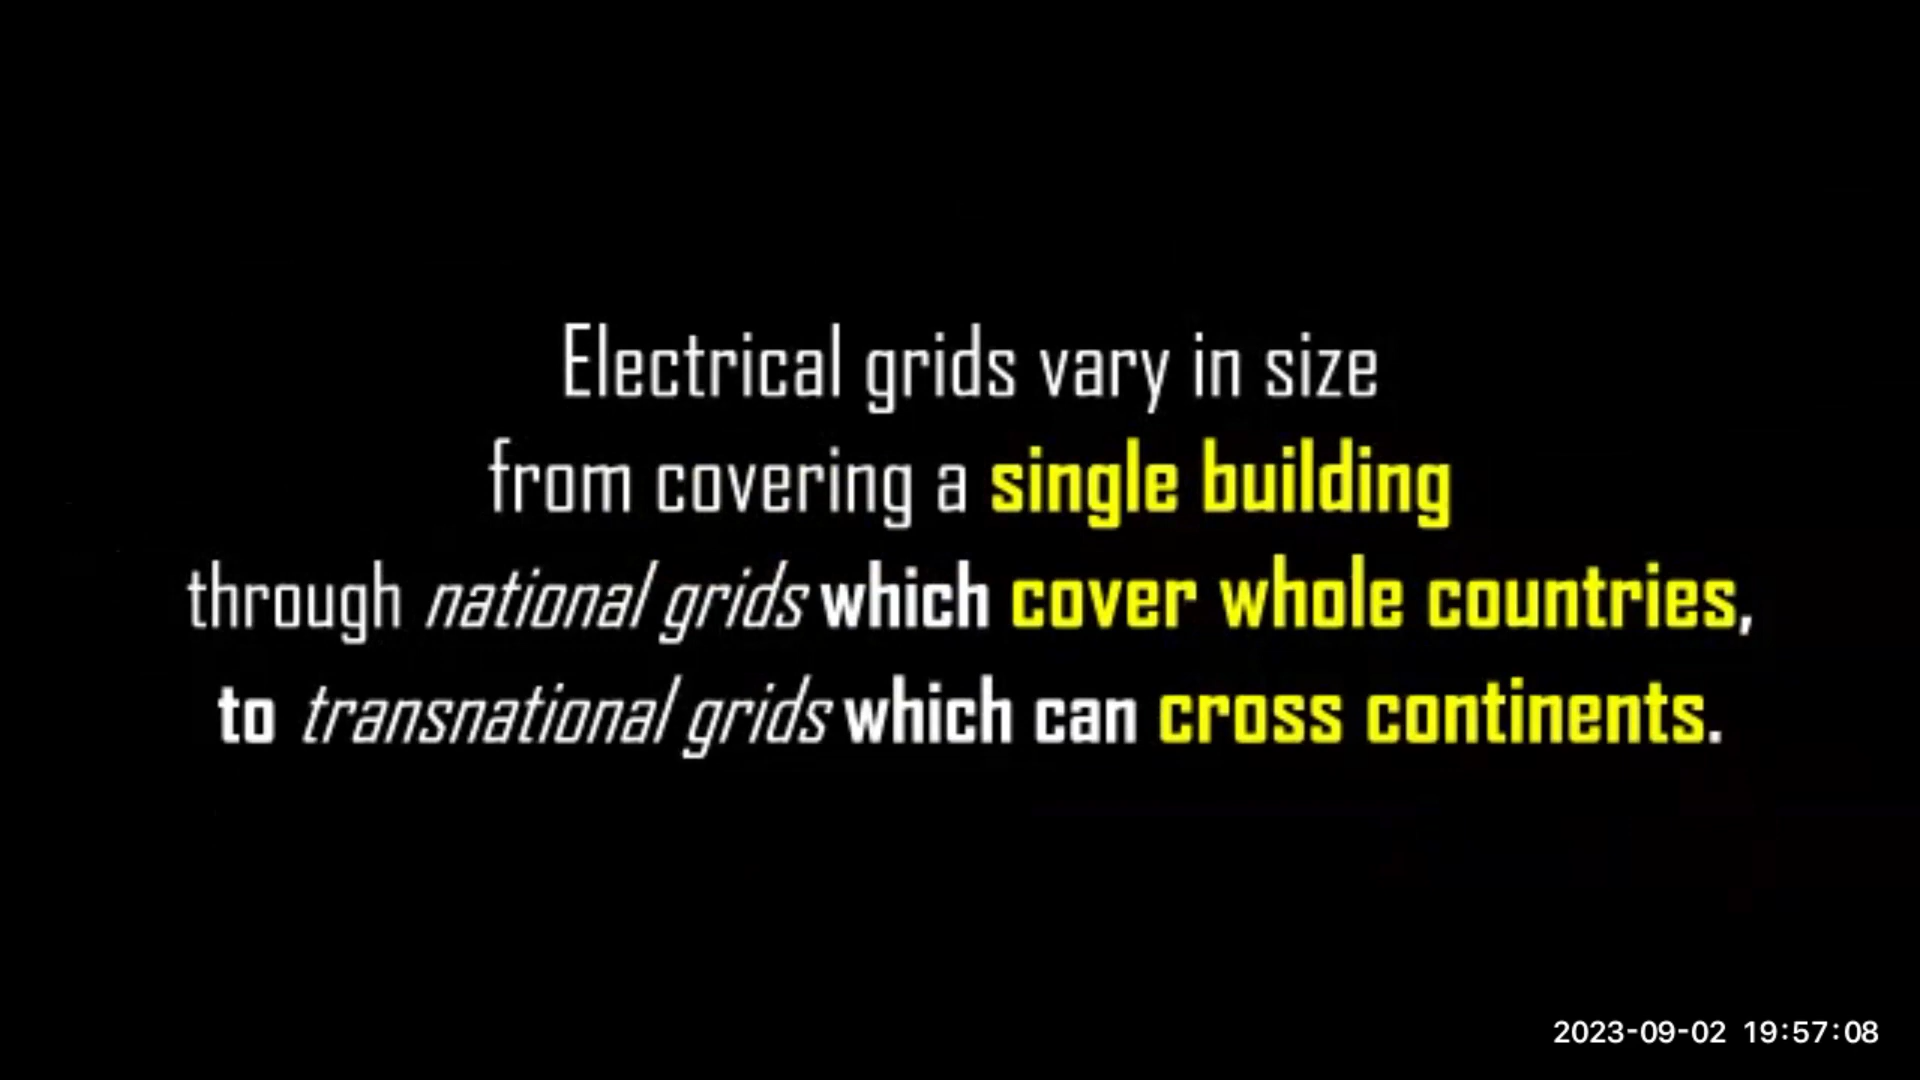 Electrical grids vary in size
from covering a single building
through national grids which cover whole countries,
to transnational grids which can cross continents.
2023-09-02 19:57:08